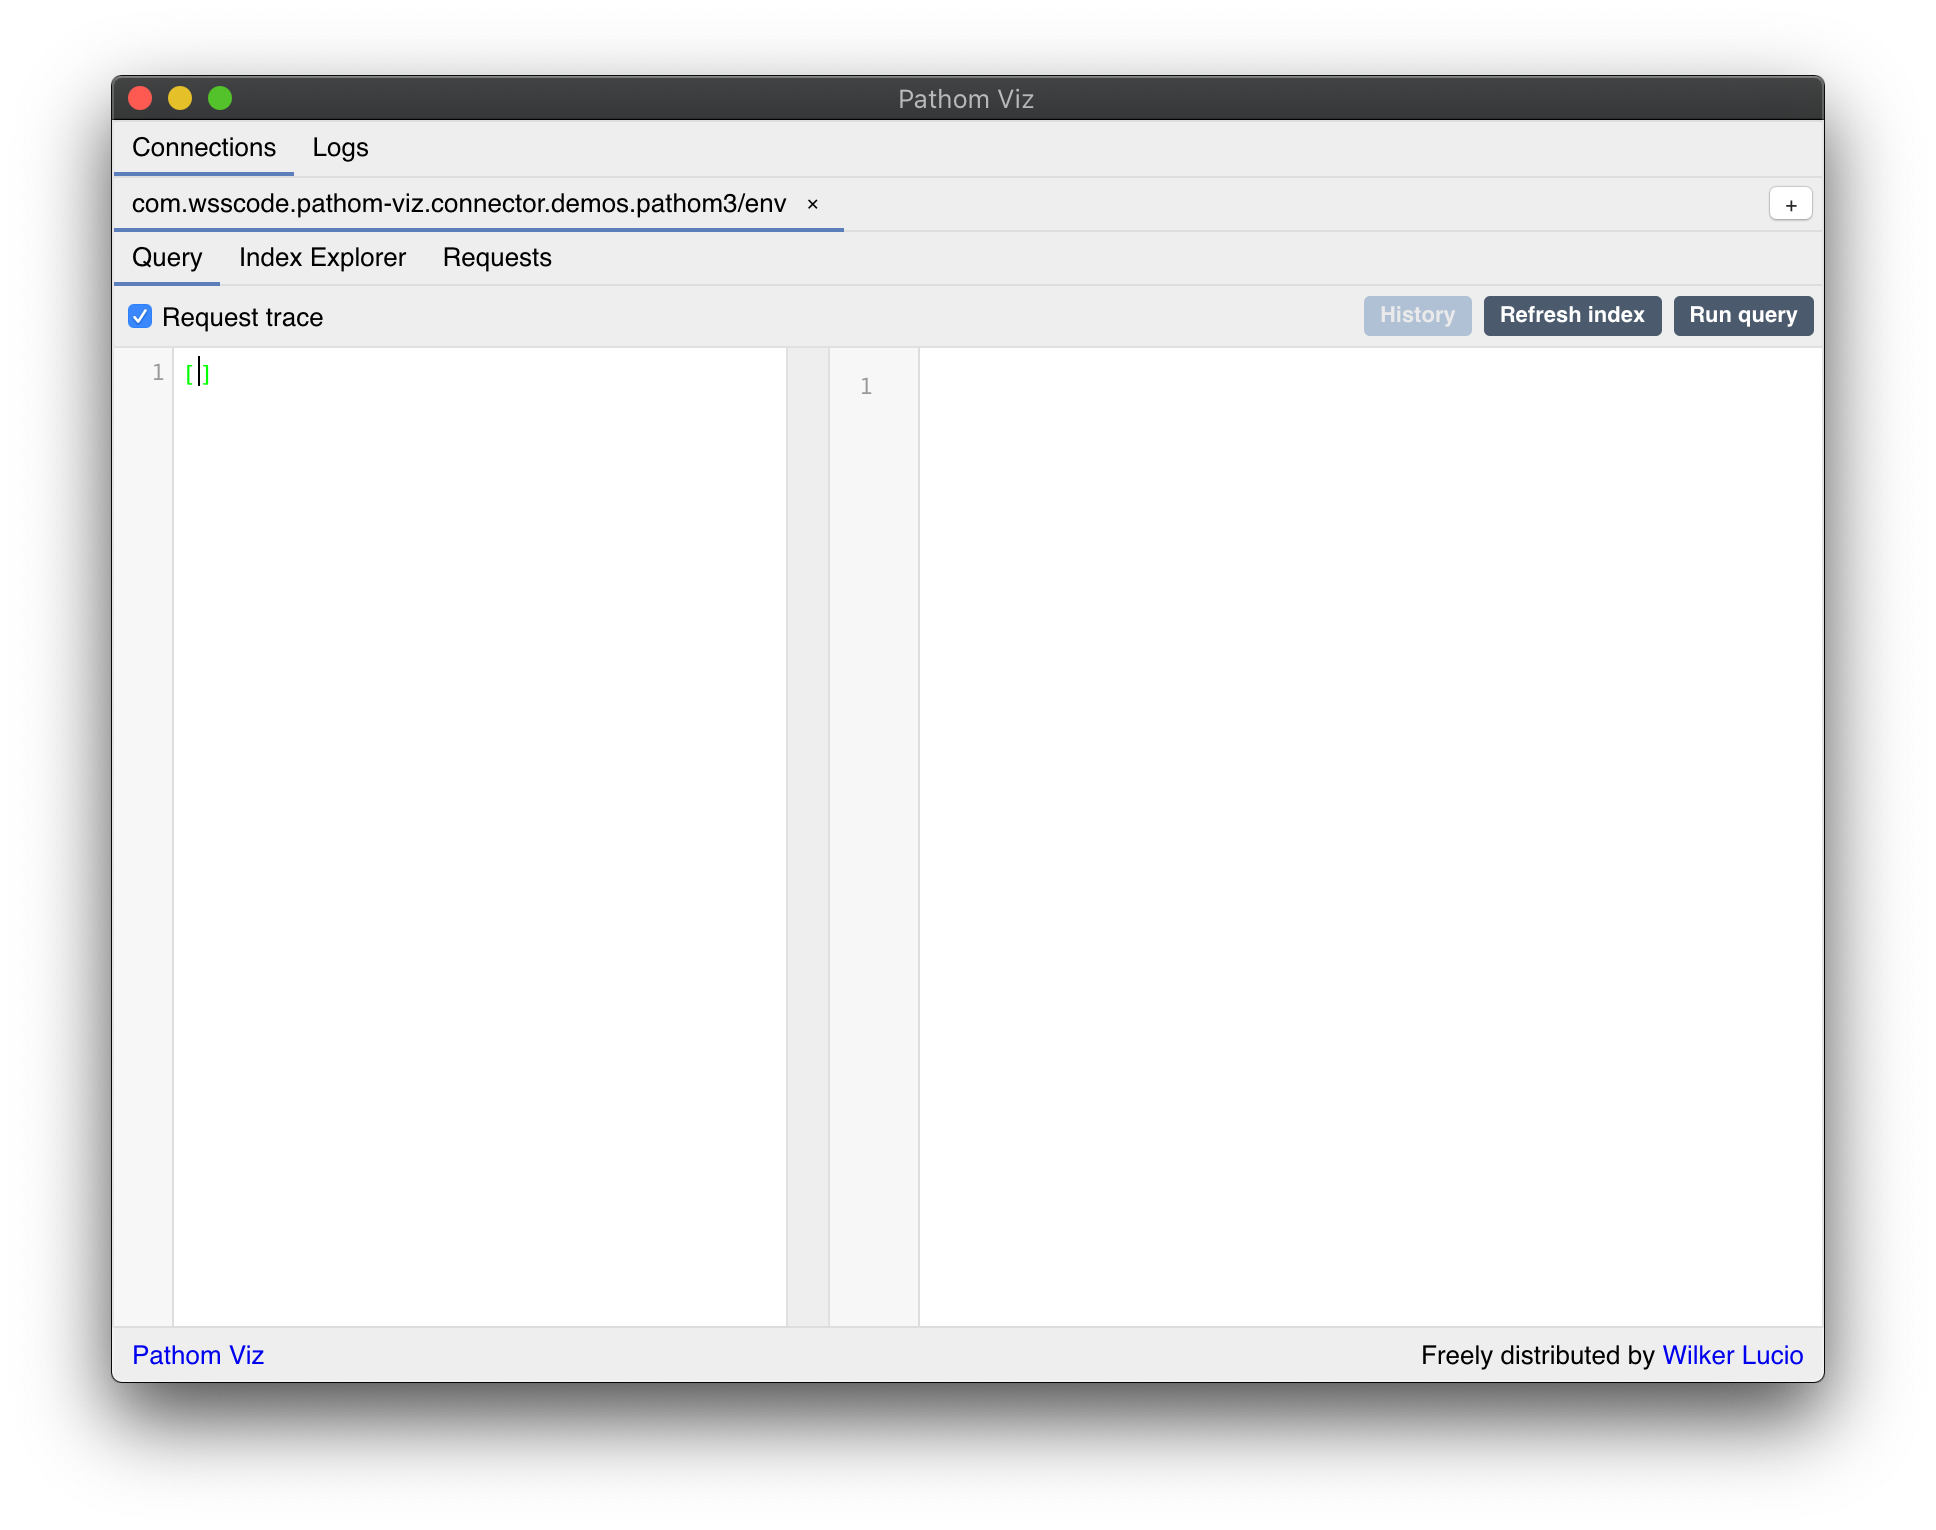 Pathom Viz
Connections Logs
com.wsscode.pathom-viz.connector.demos.pathom3/env × +
Query Index Explorer Requests
Request trace History Refresh index Run query
1 [] 1
Pathom Viz Freely distributed by Wilker Lucio